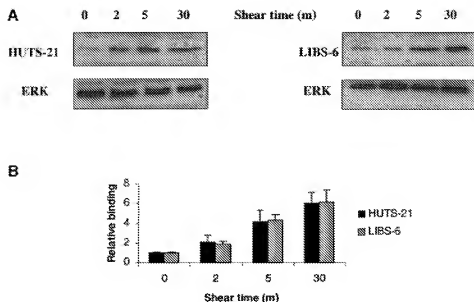 A
0 2 5 30 Shear time (m) 0 2 5 30
HUTS-21 LIBS-6
ERK ERK
B
8
6
4
2
0
Relative binding
0 2 5 30
Shear time (m)
HUTS-21
LIBS-6